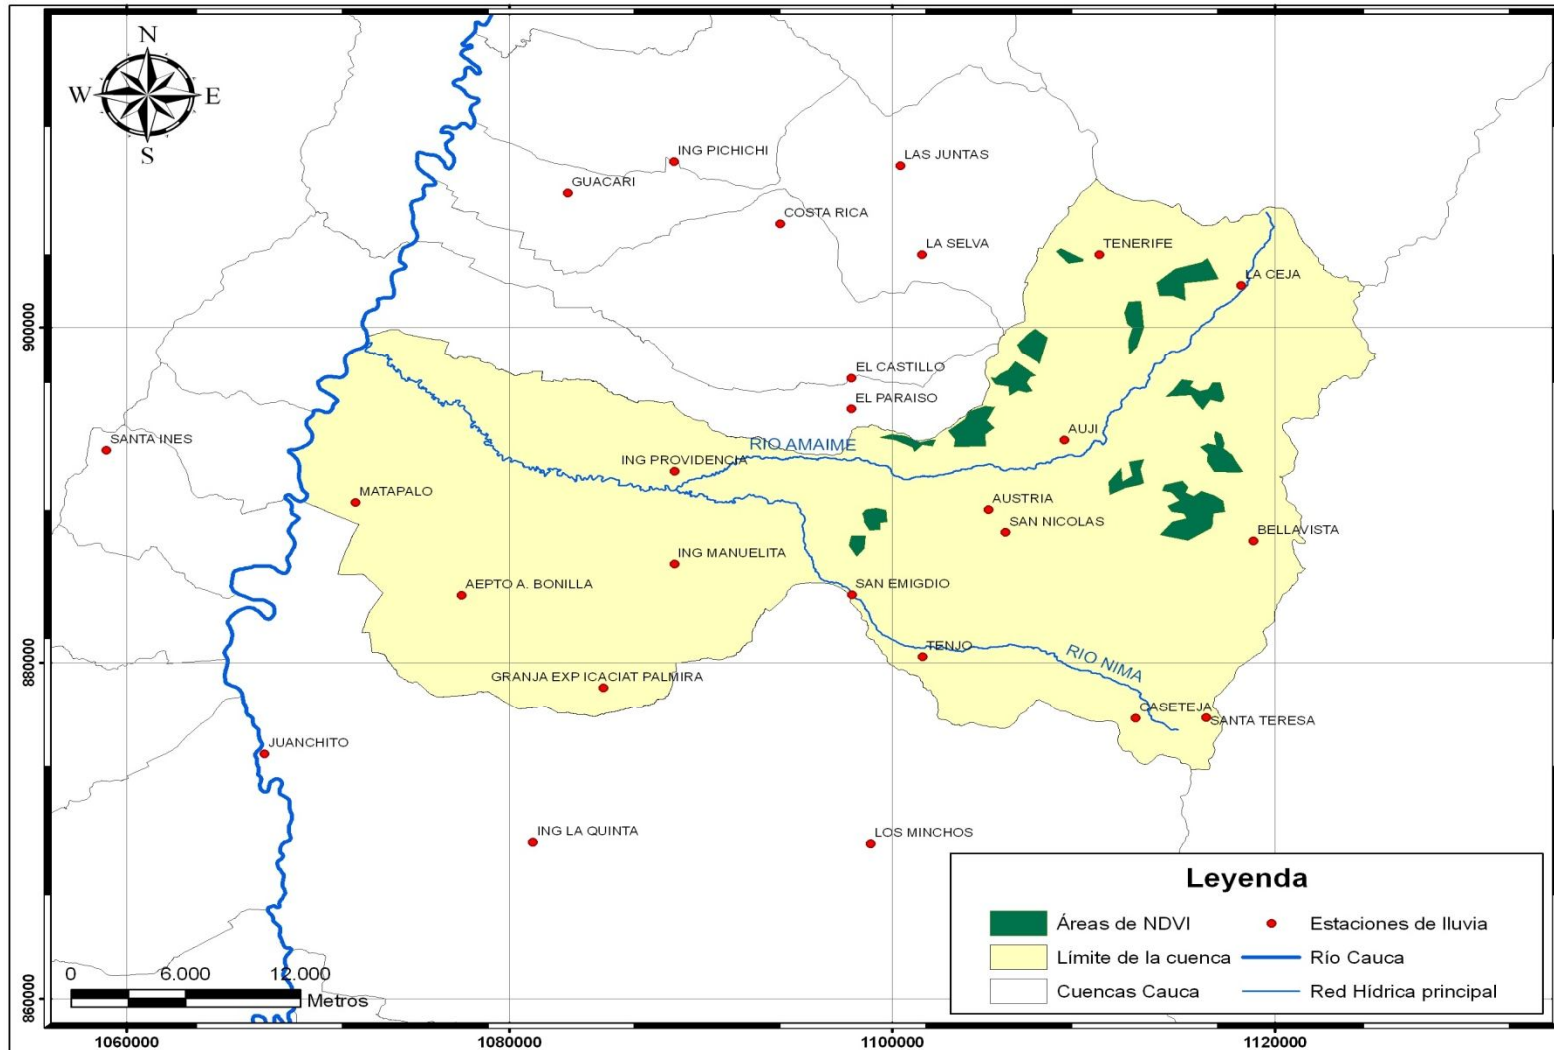 N
W E
S
ING PICHICHI
LAS JUNTAS
GUACARI
COSTA RICA
LA SELVA
TENERIFE
LA CEJA
900000
EL CASTILLO
EL PARAISO
SANTA INES
RIO AMAIME
AUJI
ING PROVIDENCIA
MATAPALO
AUSTRIA
SAN NICOLAS
BELLAVISTA
ING MANUELITA
AEPTO A. BONILLA
SAN EMIGDIO
TENJO
RIO NIMA
880000
GRANJA EXP ICACIAT PALMIRA
CASETEJA
SANTA TERESA
JUANCHITO
ING LA QUINTA
LOS MINCHOS
Leyenda
Áreas de NDVI
Estaciones de lluvia
Límite de la cuenca
Río Cauca
Cuencas Cauca
Red Hídrica principal
0 6.000 12.000
Metros
860000
1060000 1080000 1100000 1120000